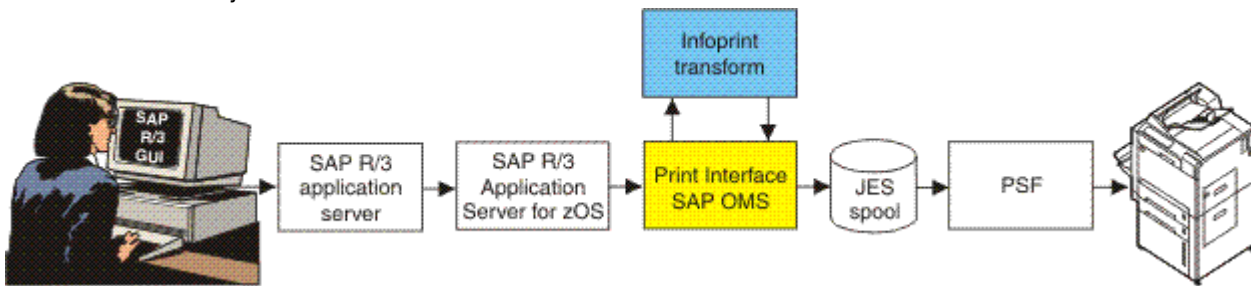 Infoprint
transform
SAP
R/3
GUI
SAP R/3
application
server
SAP R/3
Application
Server for zOS
Print Interface
SAP OMS
JES
spool
PSF